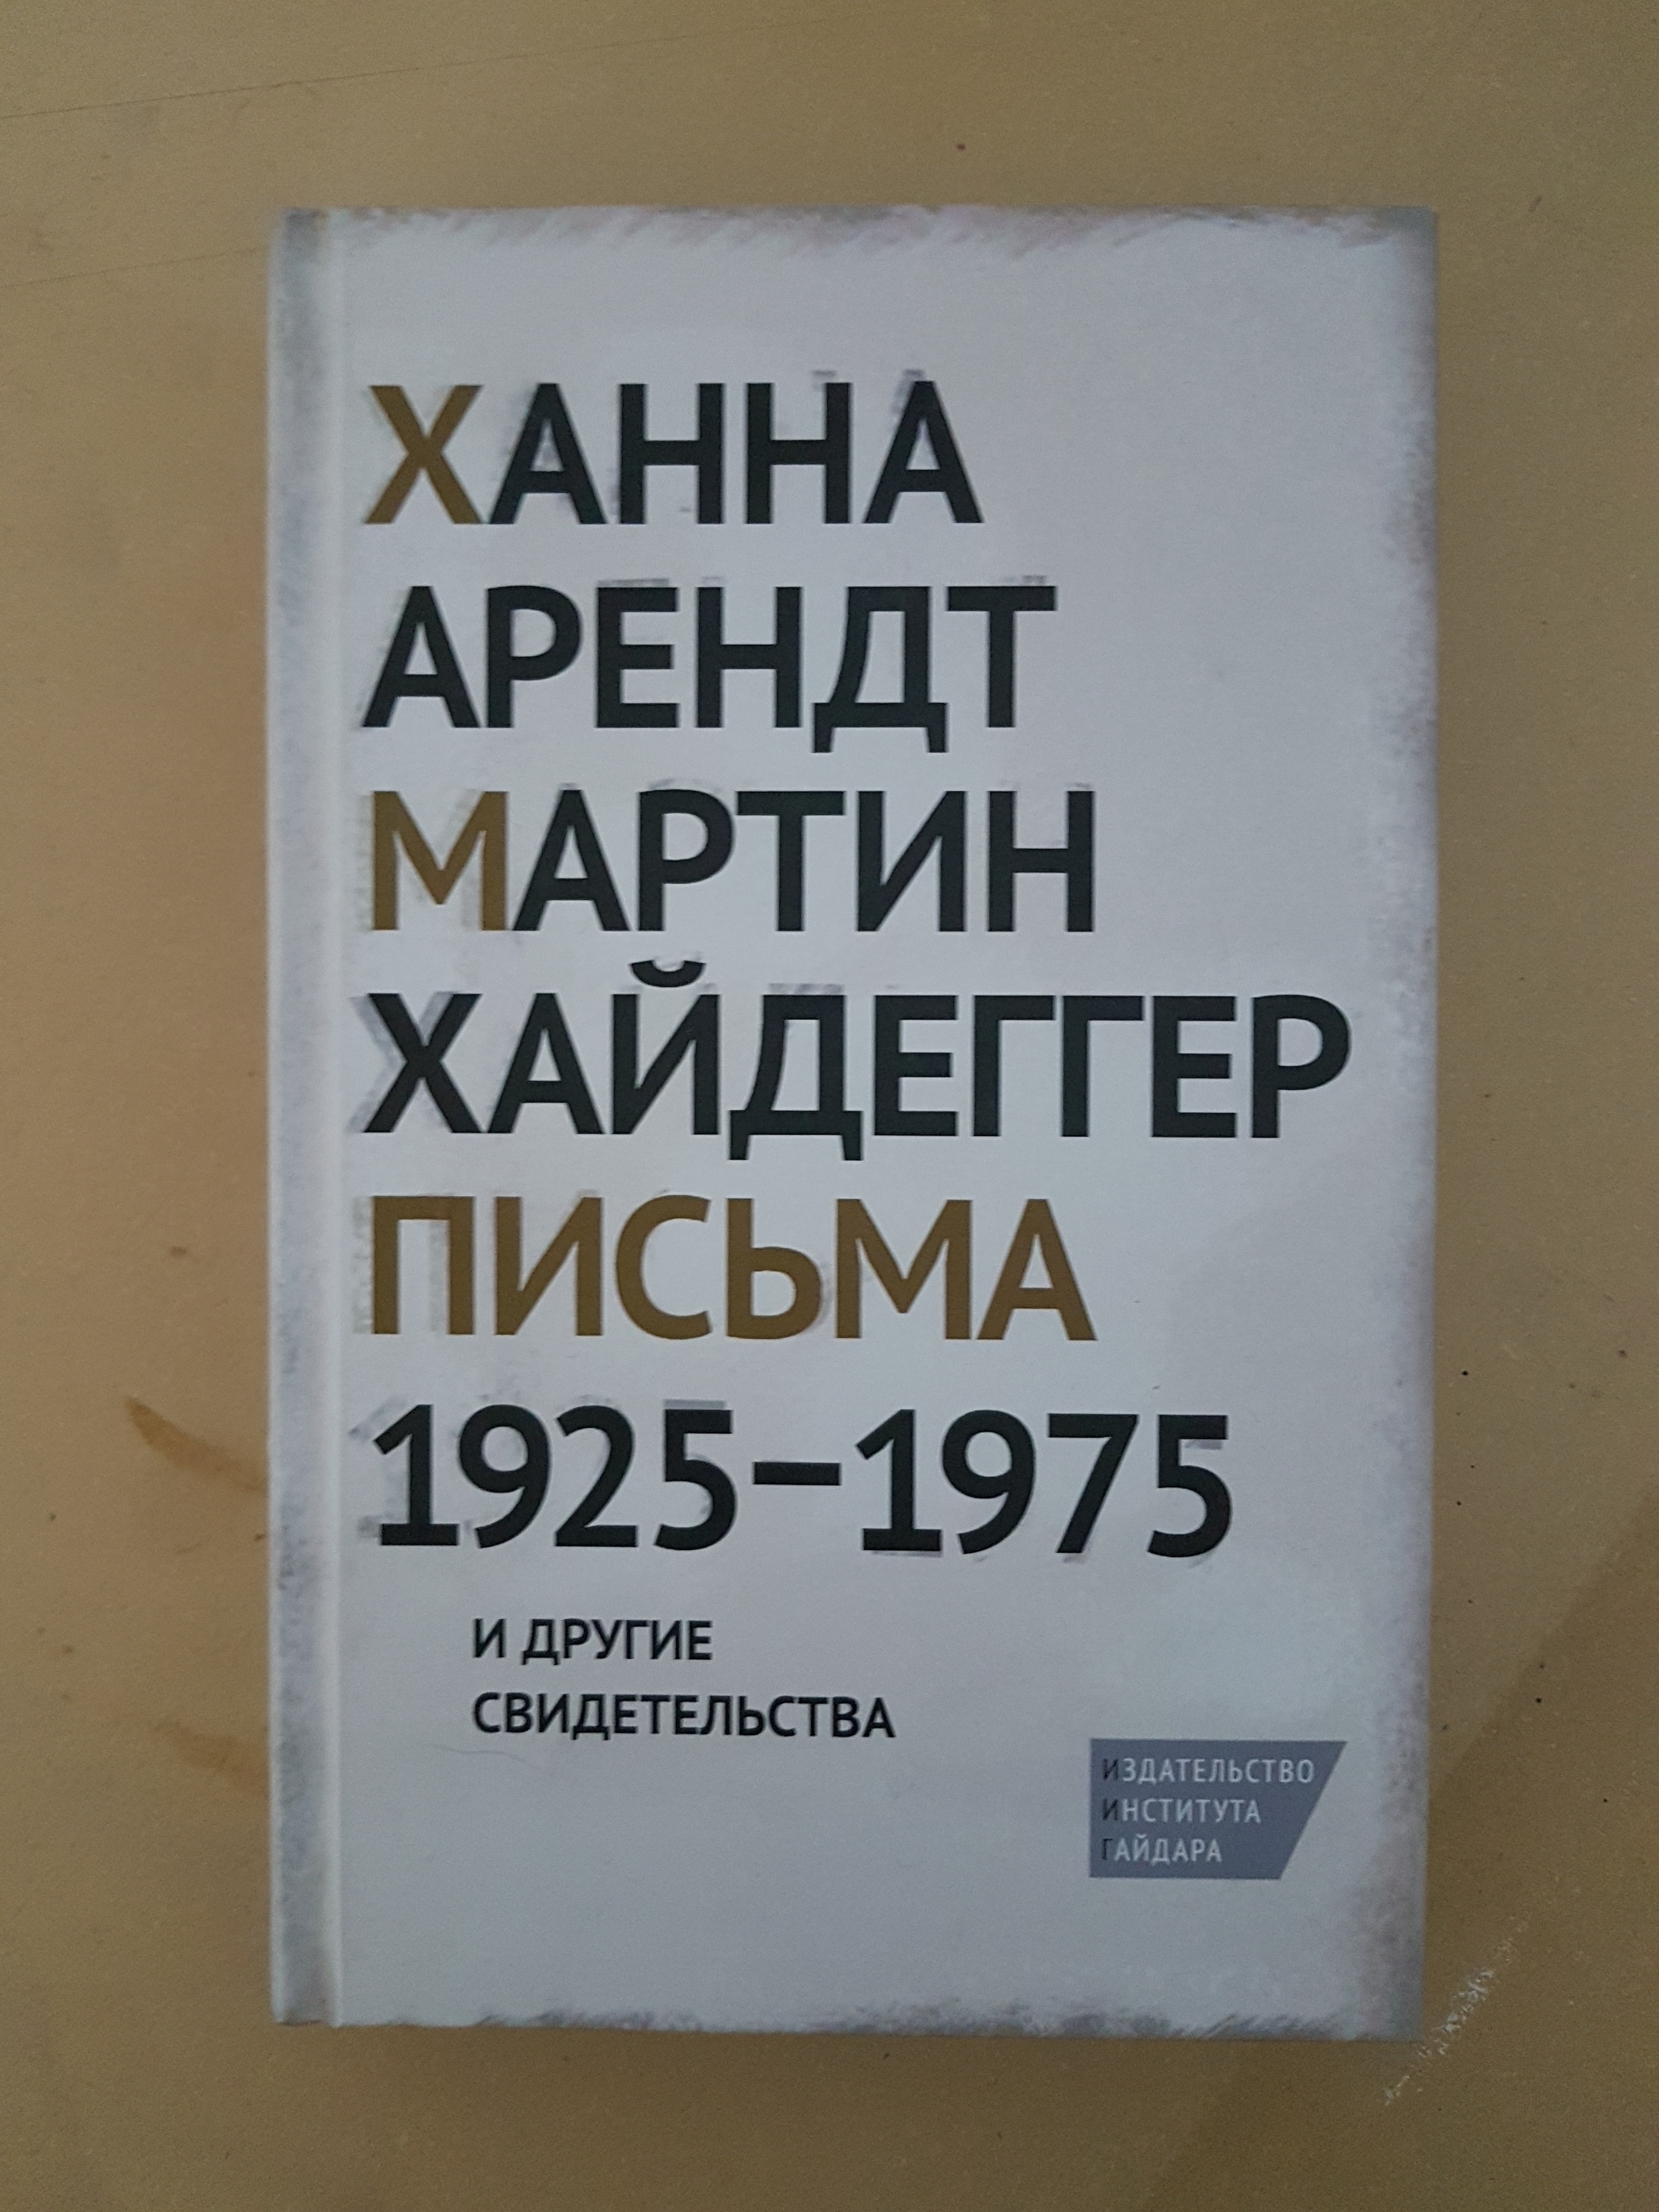 ХАННА
АРЕНДТ
МАРТИН
ХАЙДЕГГЕР
ПИСЬМА
1925–1975
И ДРУГИЕ
СВИДЕТЕЛЬСТВА
ИЗДАТЕЛЬСТВО
ИНСТИТУТА
ГАЙДАРА